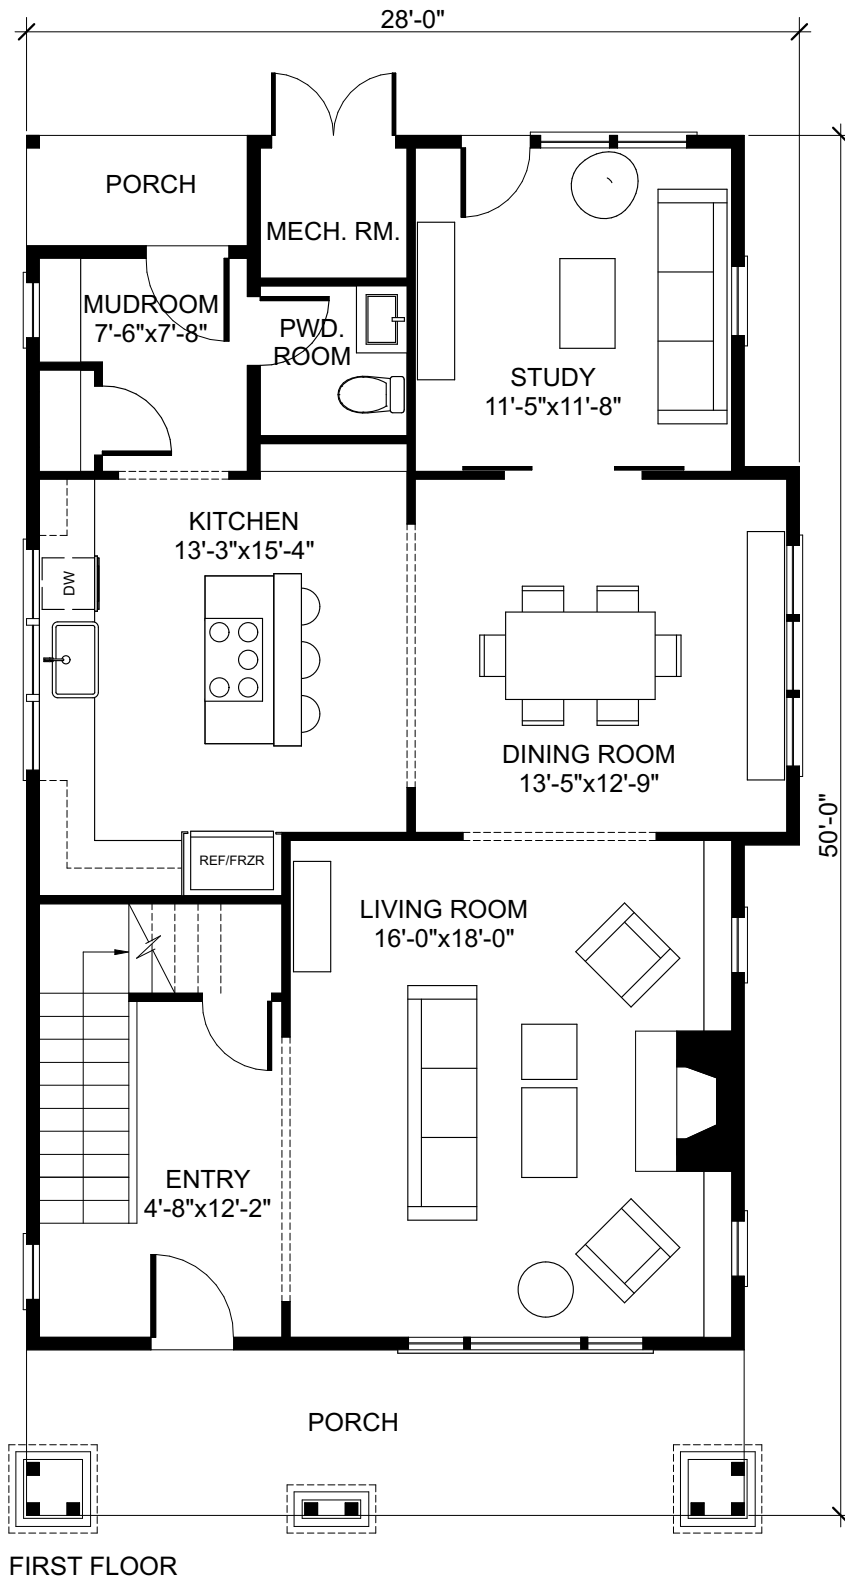 28'-0"
PORCH
MECH. RM.
MUDROOM
7'-6"x7'-8"
PWD.
ROOM
STUDY
11'-5"x11'-8"
KITCHEN
13'-3"x15'-4"
DW
DINING ROOM
13'-5"x12'-9"
50'-0"
REF/FRZR
LIVING ROOM
16'-0"x18'-0"
ENTRY
4'-8"x12'-2"
PORCH
FIRST FLOOR